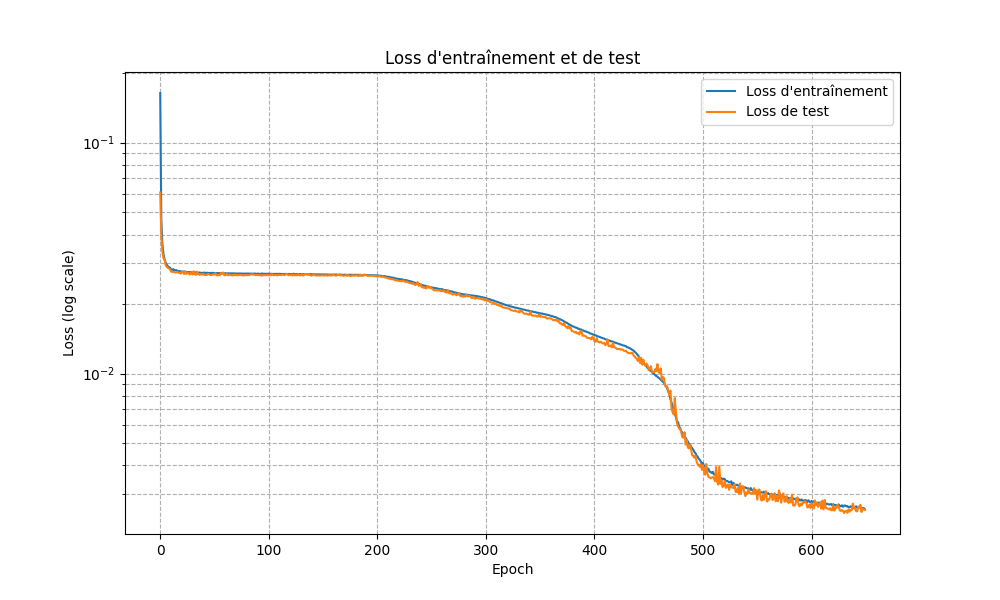 Loss d'entraînement et de test
Loss d'entraînement
Loss de test
Loss (log scale)
10⁻¹
10⁻²
0 100 200 300 400 500 600
Epoch